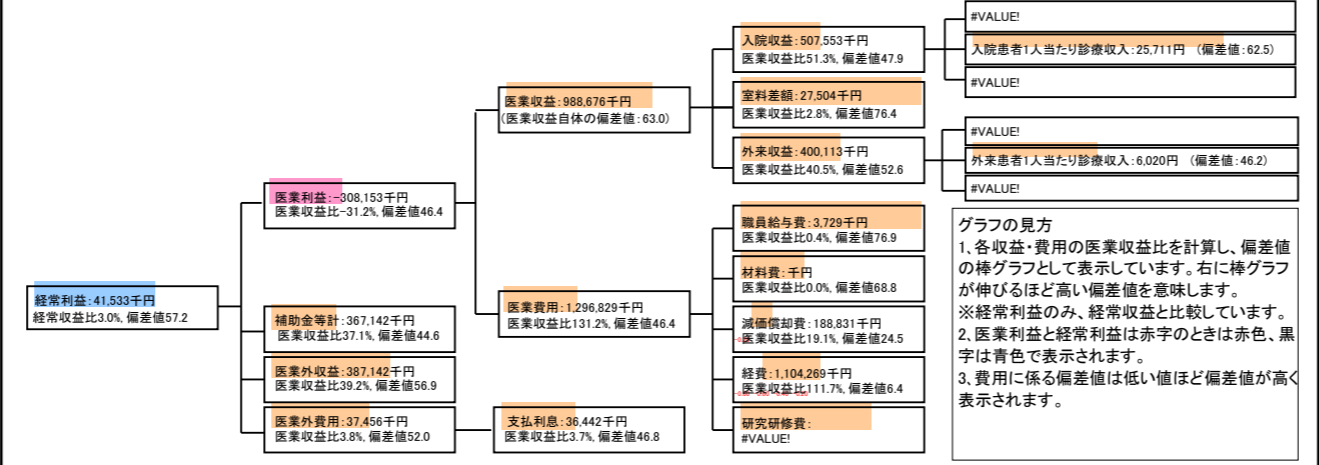 経常利益:41,533千円
経常収益比3.0%, 偏差値57.2
医業利益:-308,153千円
医業収益比-31.2%, 偏差値46.4
補助金等計:367,142千円
医業収益比37.1%, 偏差値44.6
医業外収益:387,142千円
医業収益比39.2%, 偏差値56.9
医業外費用:37,456千円
医業収益比3.8%, 偏差値52.0
医業収益:988,676千円
(医業収益自体の偏差値:63.0)
医業費用:1,296,829千円
医業収益比131.2%, 偏差値46.4
支払利息:36,442千円
医業収益比3.7%, 偏差値46.8
入院収益:507,553千円
医業収益比51.3%, 偏差値47.9
室料差額:27,504千円
医業収益比2.8%, 偏差値76.4
外来収益:400,113千円
医業収益比40.5%, 偏差値52.6
職員給与費:3,729千円
医業収益比0.4%, 偏差値76.9
材料費:千円
医業収益比0.0%, 偏差値68.8
減価償却費:188,831千円
医業収益比19.1%, 偏差値24.5
経費:1,104,269千円
医業収益比111.7%, 偏差値6.4
研究研修費:
#VALUE!
#VALUE!
入院患者1人当たり診療収入:25,711円 (偏差値:62.5)
#VALUE!
#VALUE!
外来患者1人当たり診療収入:6,020円 (偏差値:46.2)
#VALUE!
グラフの見方
1、各収益・費用の医業収益比を計算し、偏差値
の棒グラフとして表示しています。右に棒グラフ
が伸びるほど高い偏差値を意味します。
※経常利益のみ、経常収益と比較しています。
2、医業利益と経常利益は赤字のときは赤色、黒
字は青色で表示されます。
3、費用に係る偏差値は低い値ほど偏差値が高く
表示されます。